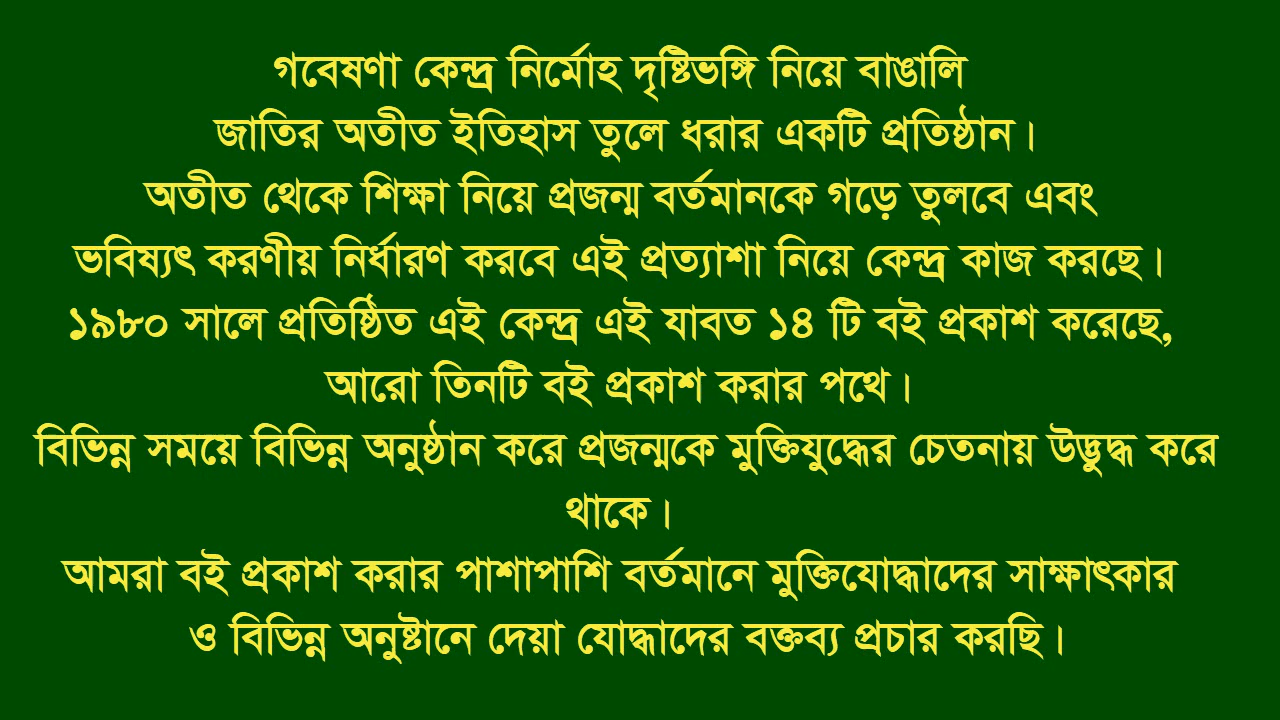 গবেষণা কেন্দ্র নির্মোহ দৃষ্টিভঙ্গি নিয়ে বাঙালি
জাতির অতীত ইতিহাস তুলে ধরার একটি প্রতিষ্ঠান।
অতীত থেকে শিক্ষা নিয়ে প্রজন্ম বর্তমানকে গড়ে তুলবে এবং
ভবিষ্যৎ করণীয় নির্ধারণ করবে এই প্রত্যাশা নিয়ে কেন্দ্র কাজ করছে।
১৯৮০ সালে প্রতিষ্ঠিত এই কেন্দ্র এই যাবত ১৪ টি বই প্রকাশ করেছে,
আরো তিনটি বই প্রকাশ করার পথে।
বিভিন্ন সময়ে বিভিন্ন অনুষ্ঠান করে প্রজন্মকে মুক্তিযুদ্ধের চেতনায় উদ্ভুদ্ধ করে
থাকে।
আমরা বই প্রকাশ করার পাশাপাশি বর্তমানে মুক্তিযোদ্ধাদের সাক্ষাৎকার
ও বিভিন্ন অনুষ্টানে দেয়া যোদ্ধাদের বক্তব্য প্রচার করছি।